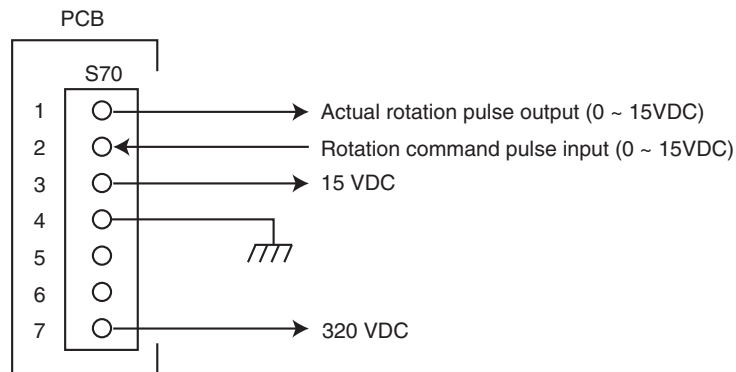 PCB
S70
1 Actual rotation pulse output (0 ~ 15VDC)
2 Rotation command pulse input (0 ~ 15VDC)
3 15 VDC
4
5
6
7 320 VDC